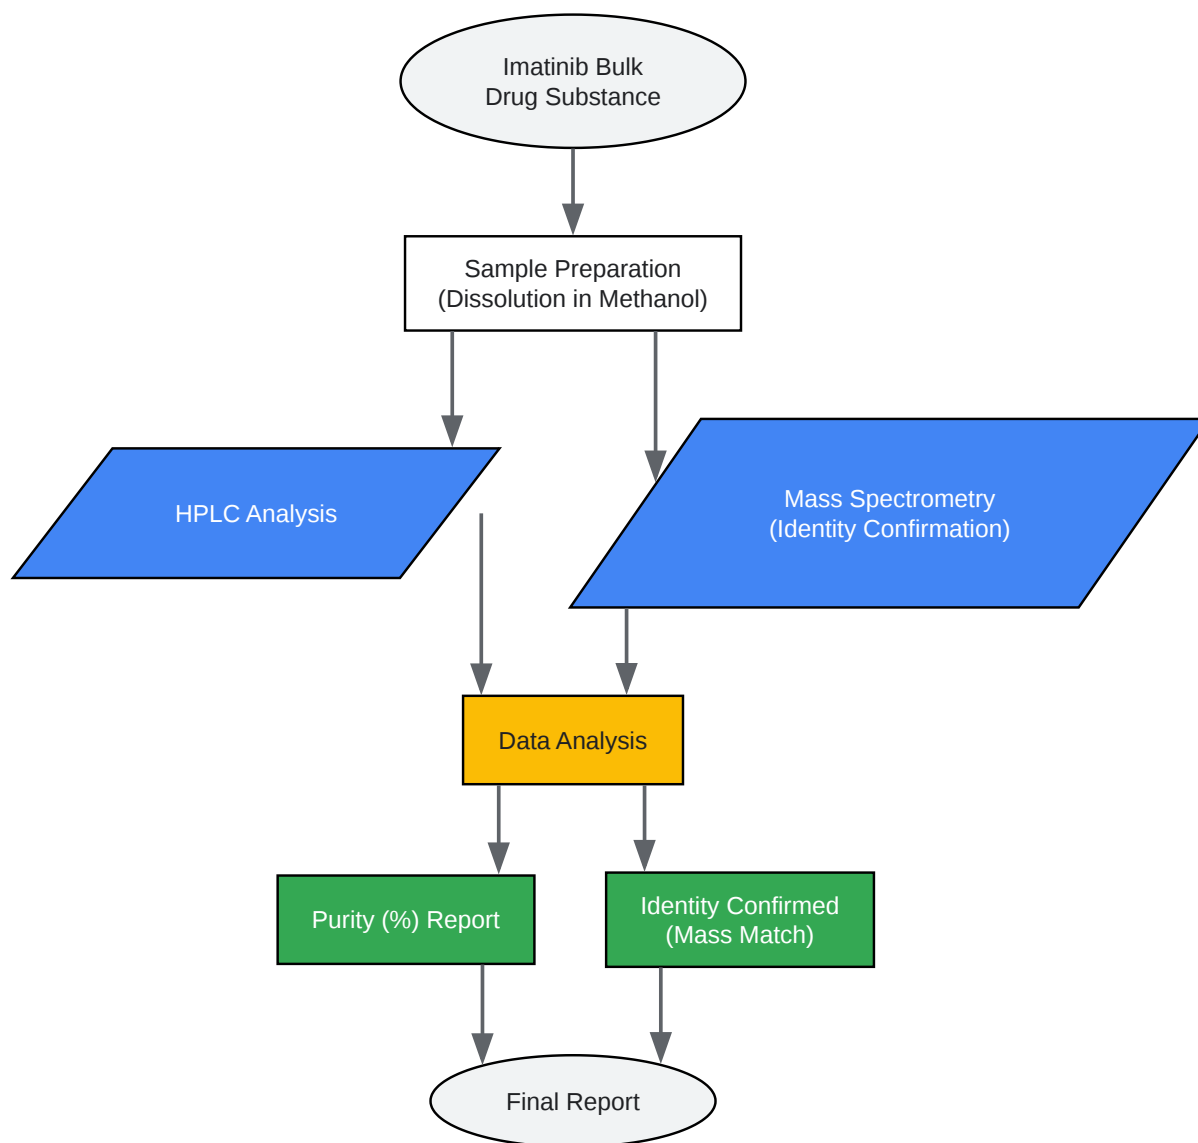 Imatinib Bulk
Drug Substance
Sample Preparation
(Dissolution in Methanol)
HPLC Analysis
Mass Spectrometry
(Identity Confirmation)
Data Analysis
Purity (%) Report
Identity Confirmed
(Mass Match)
Final Report